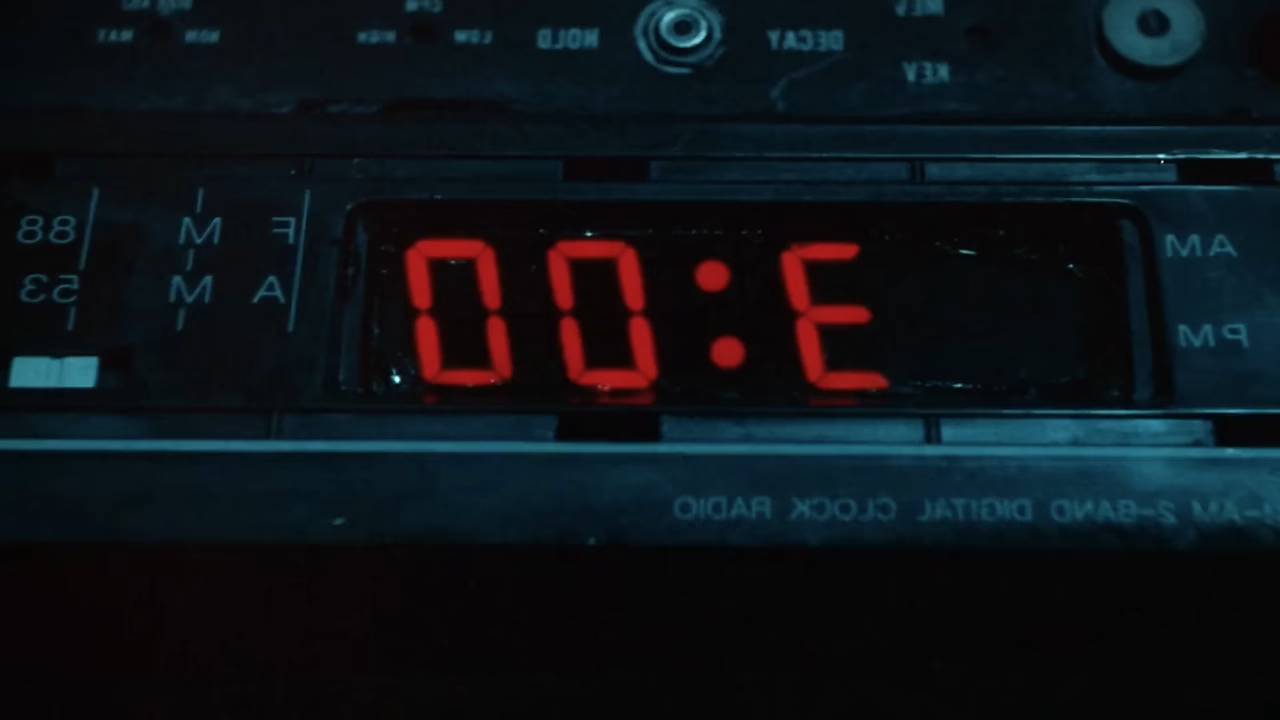 DECAY HOLD LOW HIGH
KEY
AM
PM
3:00
FM 88
AM 53
-AM 2-BAND DIGITAL CLOCK RADIO